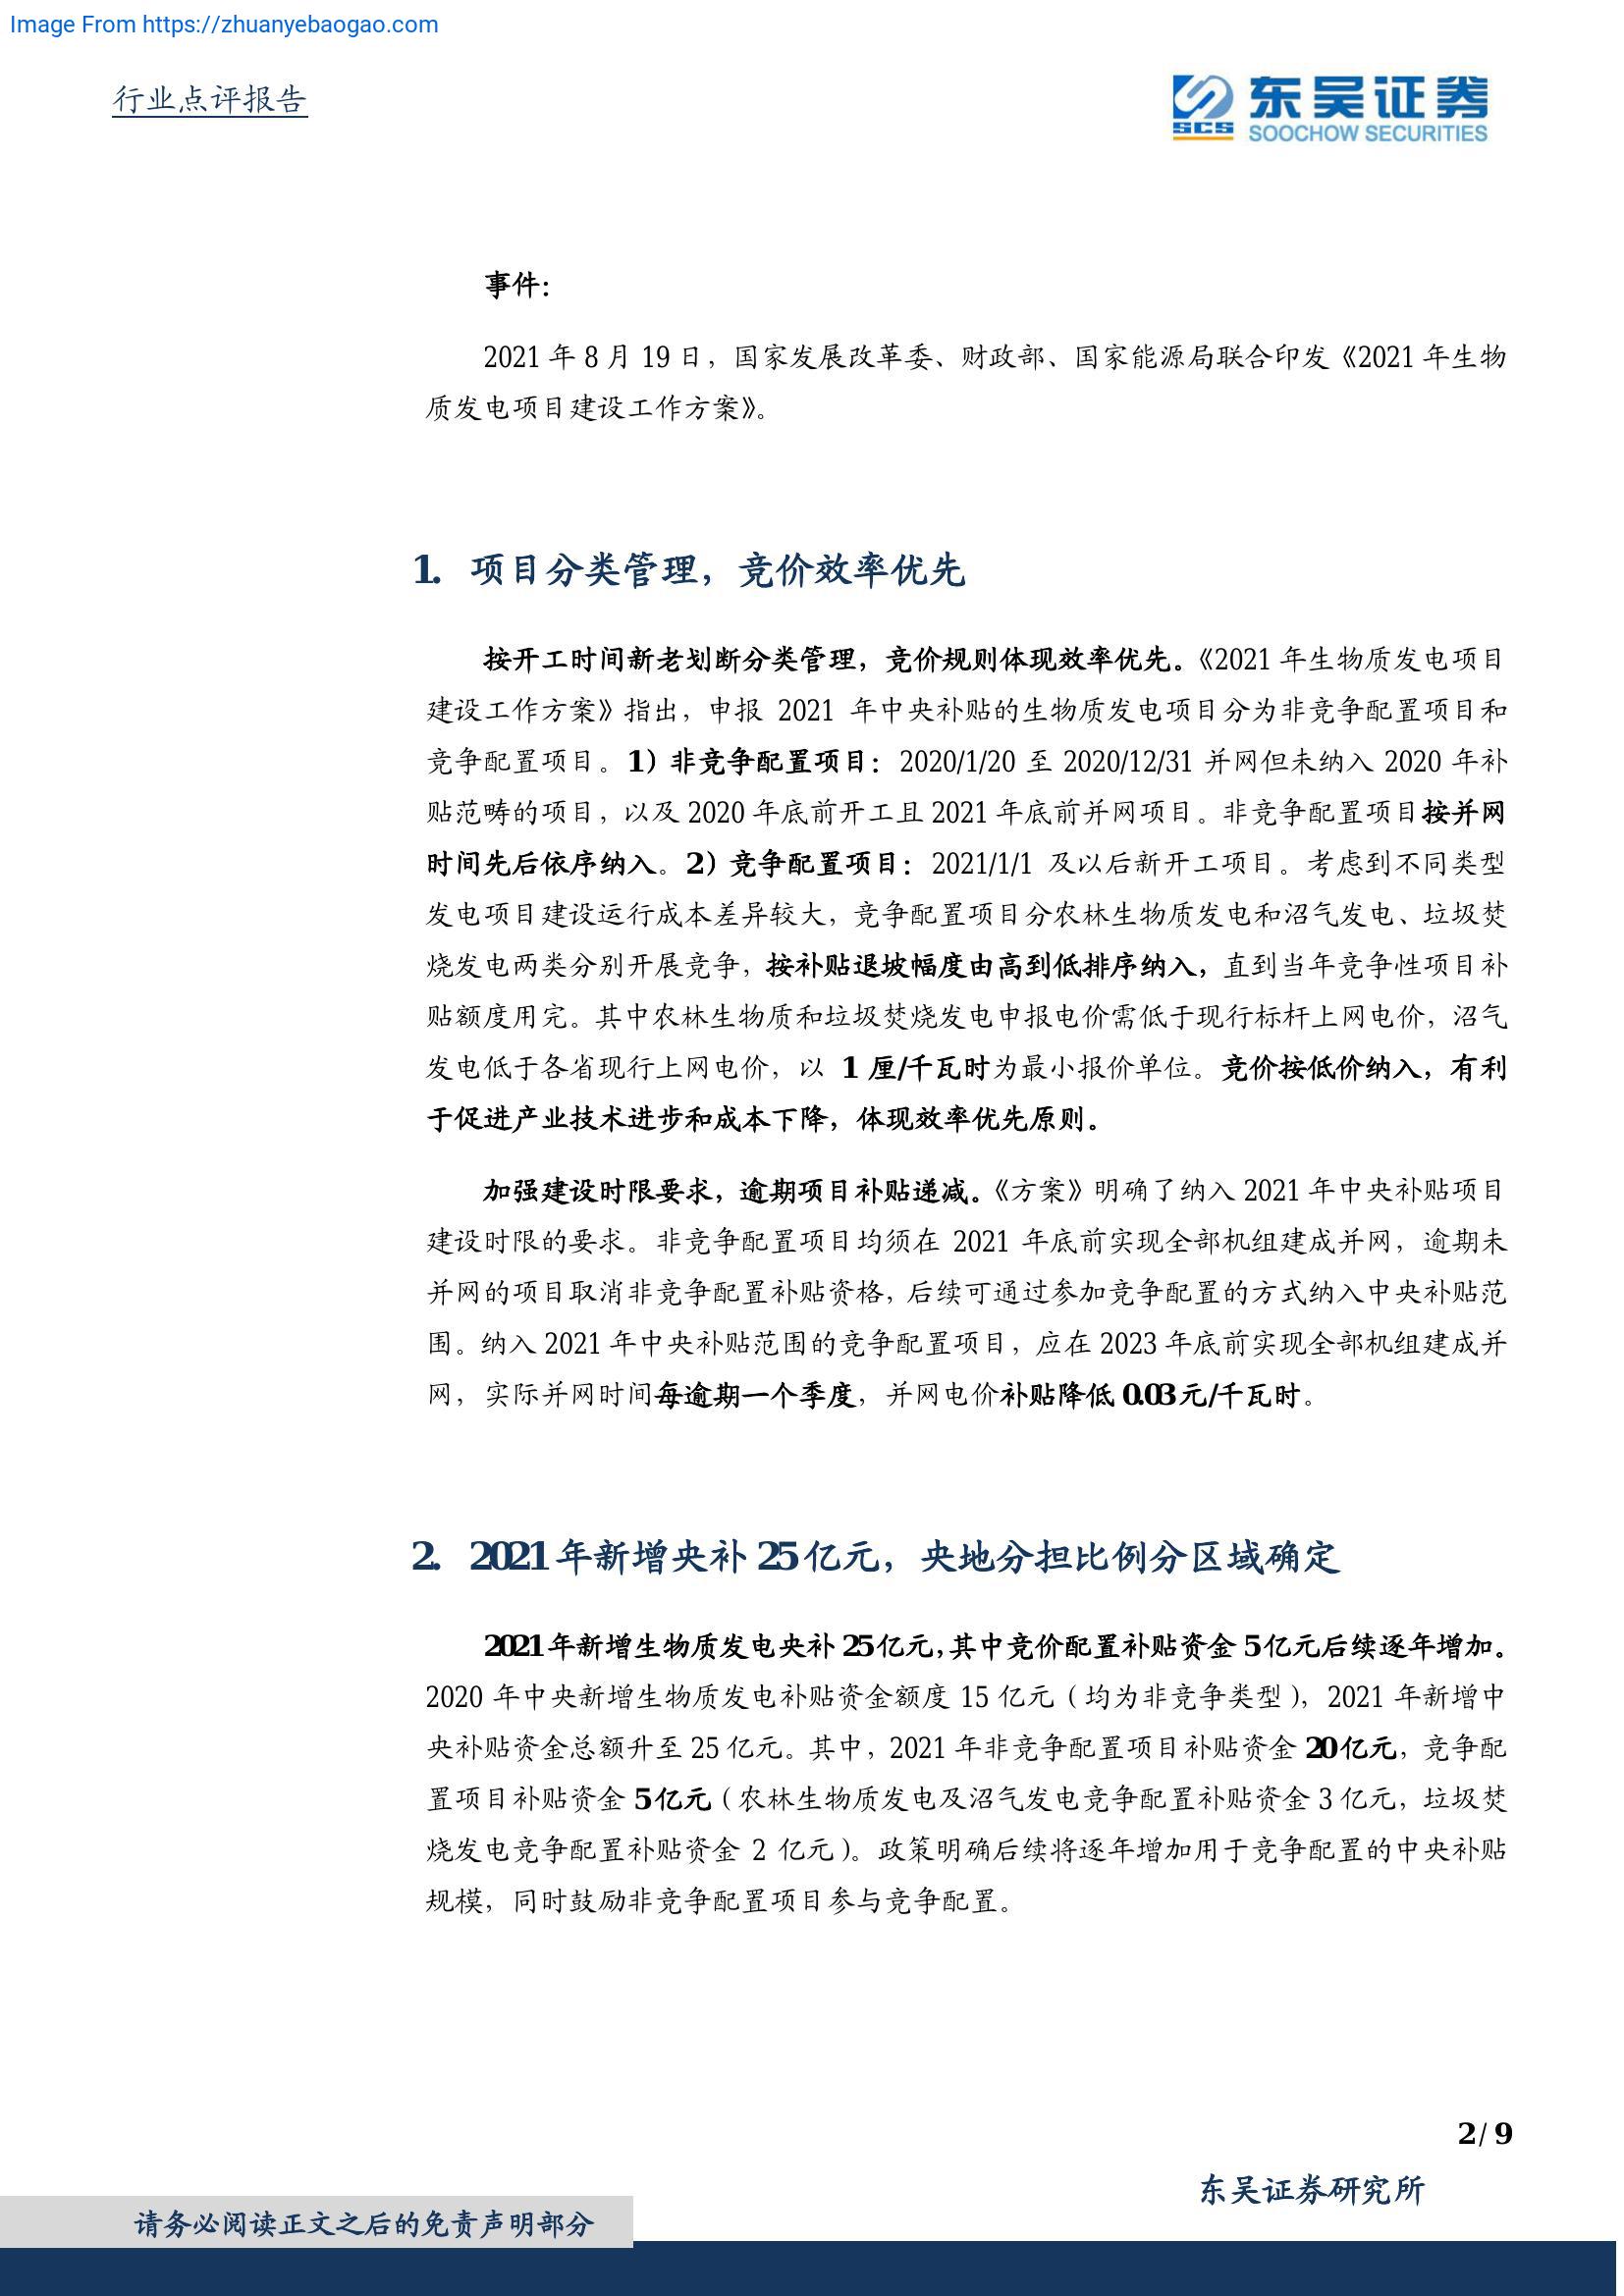 Image From https://zhuanyebaogao.com
行业点评报告
SCS
东吴证券
SOOCHOW SECURITIES
事件：
2021 年 8 月 19 日，国家发展改革委、财政部、国家能源局联合印发《2021 年生物
质发电项目建设工作方案》。
1. 项目分类管理，竞价效率优先
按开工时间新老划断分类管理，竞价规则体现效率优先。《2021 年生物质发电项目
建设工作方案》指出，申报 2021 年中央补贴的生物质发电项目分为非竞争配置项目和
竞争配置项目。1）非竞争配置项目：2020/1/20 至 2020/12/31 并网但未纳入 2020 年补
贴范畴的项目，以及 2020 年底前开工且 2021 年底前并网项目。非竞争配置项目按并网
时间先后依序纳入。2）竞争配置项目：2021/1/1 及以后新开工项目。考虑到不同类型
发电项目建设运行成本差异较大，竞争配置项目分农林生物质发电和沼气发电、垃圾焚
烧发电两类分别开展竞争，按补贴退坡幅度由高到低排序纳入，直到当年竞争性项目补
贴额度用完。其中农林生物质和垃圾焚烧发电申报电价需低于现行标杆上网电价，沼气
发电低于各省现行上网电价，以 1 厘/千瓦时为最小报价单位。竞价按低价纳入，有利
于促进产业技术进步和成本下降，体现效率优先原则。
加强建设时限要求，逾期项目补贴递减。《方案》明确了纳入 2021 年中央补贴项目
建设时限的要求。非竞争配置项目均须在 2021 年底前实现全部机组建成并网，逾期未
并网的项目取消非竞争配置补贴资格，后续可通过参加竞争配置的方式纳入中央补贴范
围。纳入 2021 年中央补贴范围的竞争配置项目，应在 2023 年底前实现全部机组建成并
网，实际并网时间每逾期一个季度，并网电价补贴降低 0.03 元/千瓦时。
2. 2021 年新增央补 25 亿元，央地分担比例分区域确定
2021 年新增生物质发电央补 25 亿元，其中竞价配置补贴资金 5 亿元后续逐年增加。
2020 年中央新增生物质发电补贴资金额度 15 亿元（均为非竞争类型），2021 年新增中
央补贴资金总额升至 25 亿元。其中，2021 年非竞争配置项目补贴资金 20 亿元，竞争配
置项目补贴资金 5 亿元（农林生物质发电及沼气发电竞争配置补贴资金 3 亿元，垃圾焚
烧发电竞争配置补贴资金 2 亿元）。政策明确后续将逐年增加用于竞争配置的中央补贴
规模，同时鼓励非竞争配置项目参与竞争配置。
2 / 9
东吴证券研究所
请务必阅读正文之后的免责声明部分